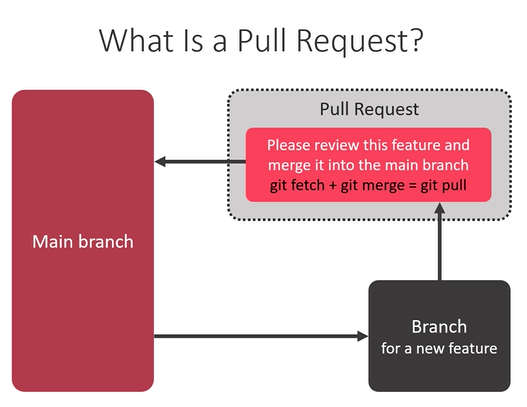 What Is a Pull Request?
Pull Request
Please review this feature and
merge it into the main branch
git fetch + git merge = git pull
Main branch
Branch
for a new feature